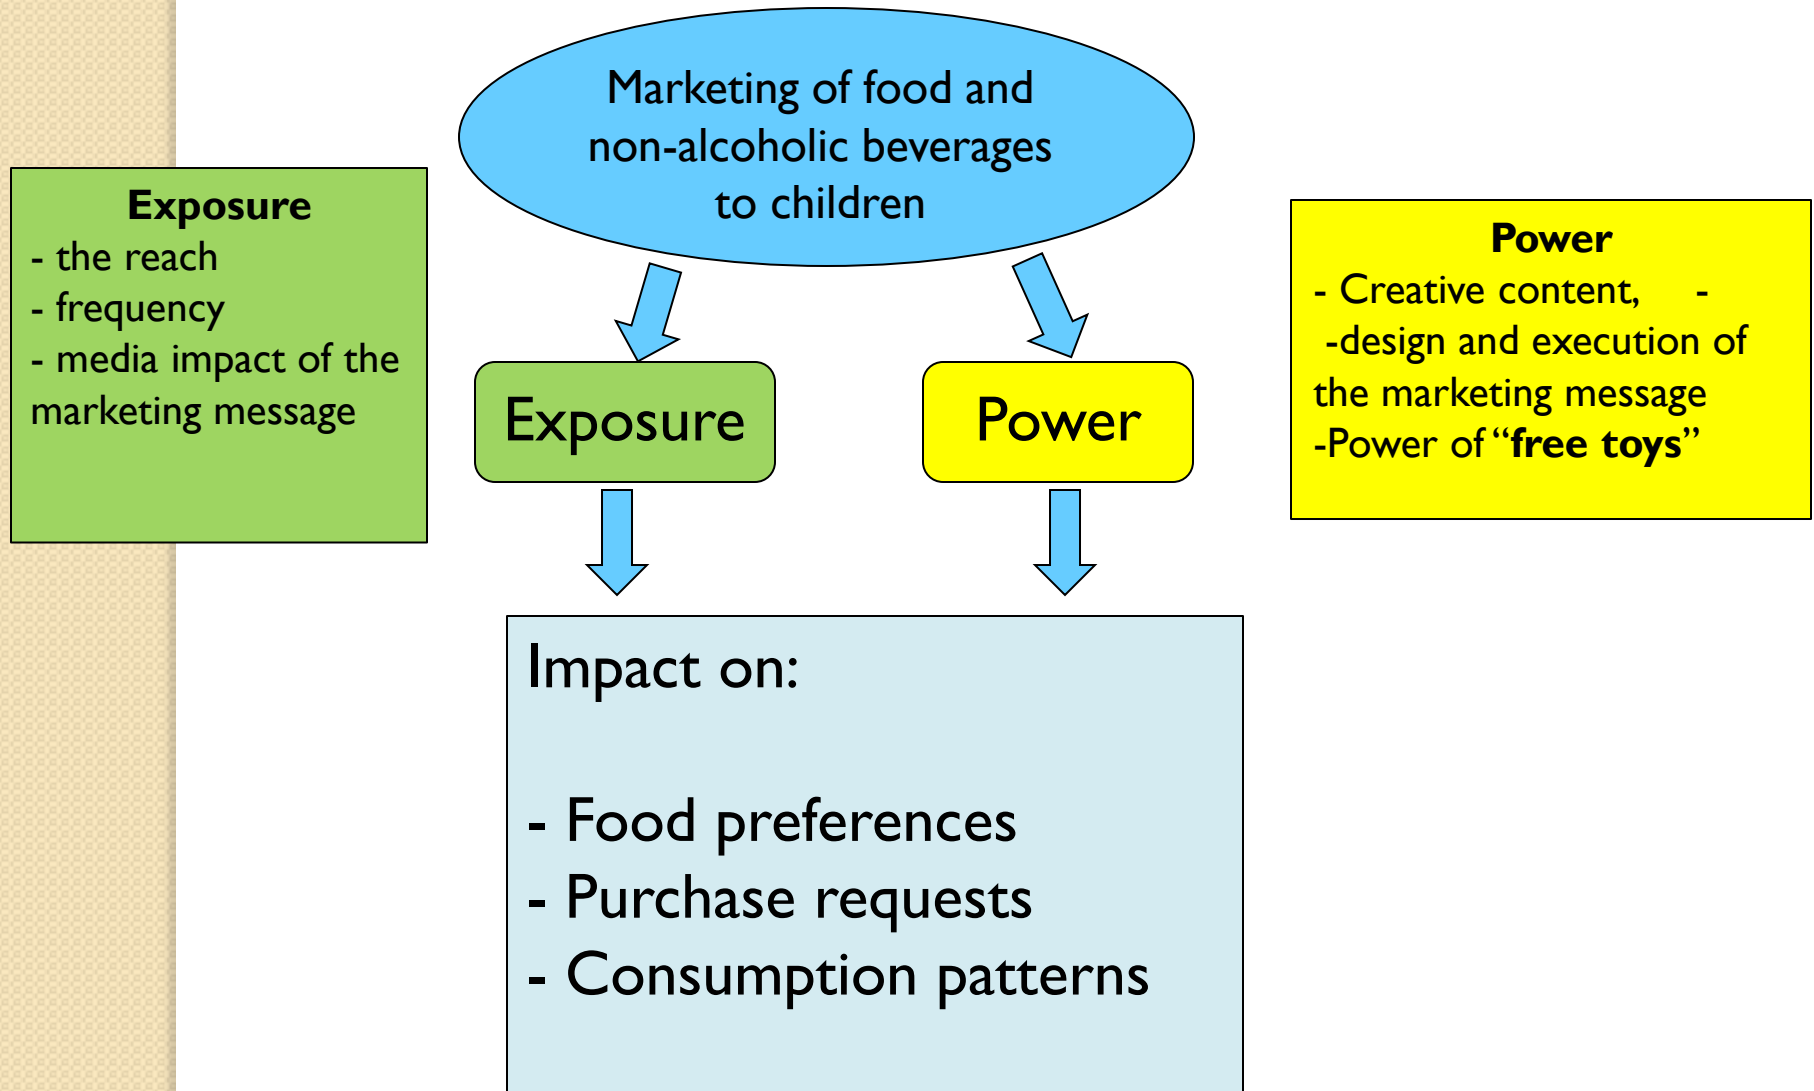 Marketing of food and
non-alcoholic beverages
to children
Exposure
- the reach
- frequency
- media impact of the
marketing message
Power
- Creative content,     -
-design and execution of
the marketing message
-Power of “free toys”
Exposure
Power
Impact on:
- Food preferences
- Purchase requests
- Consumption patterns